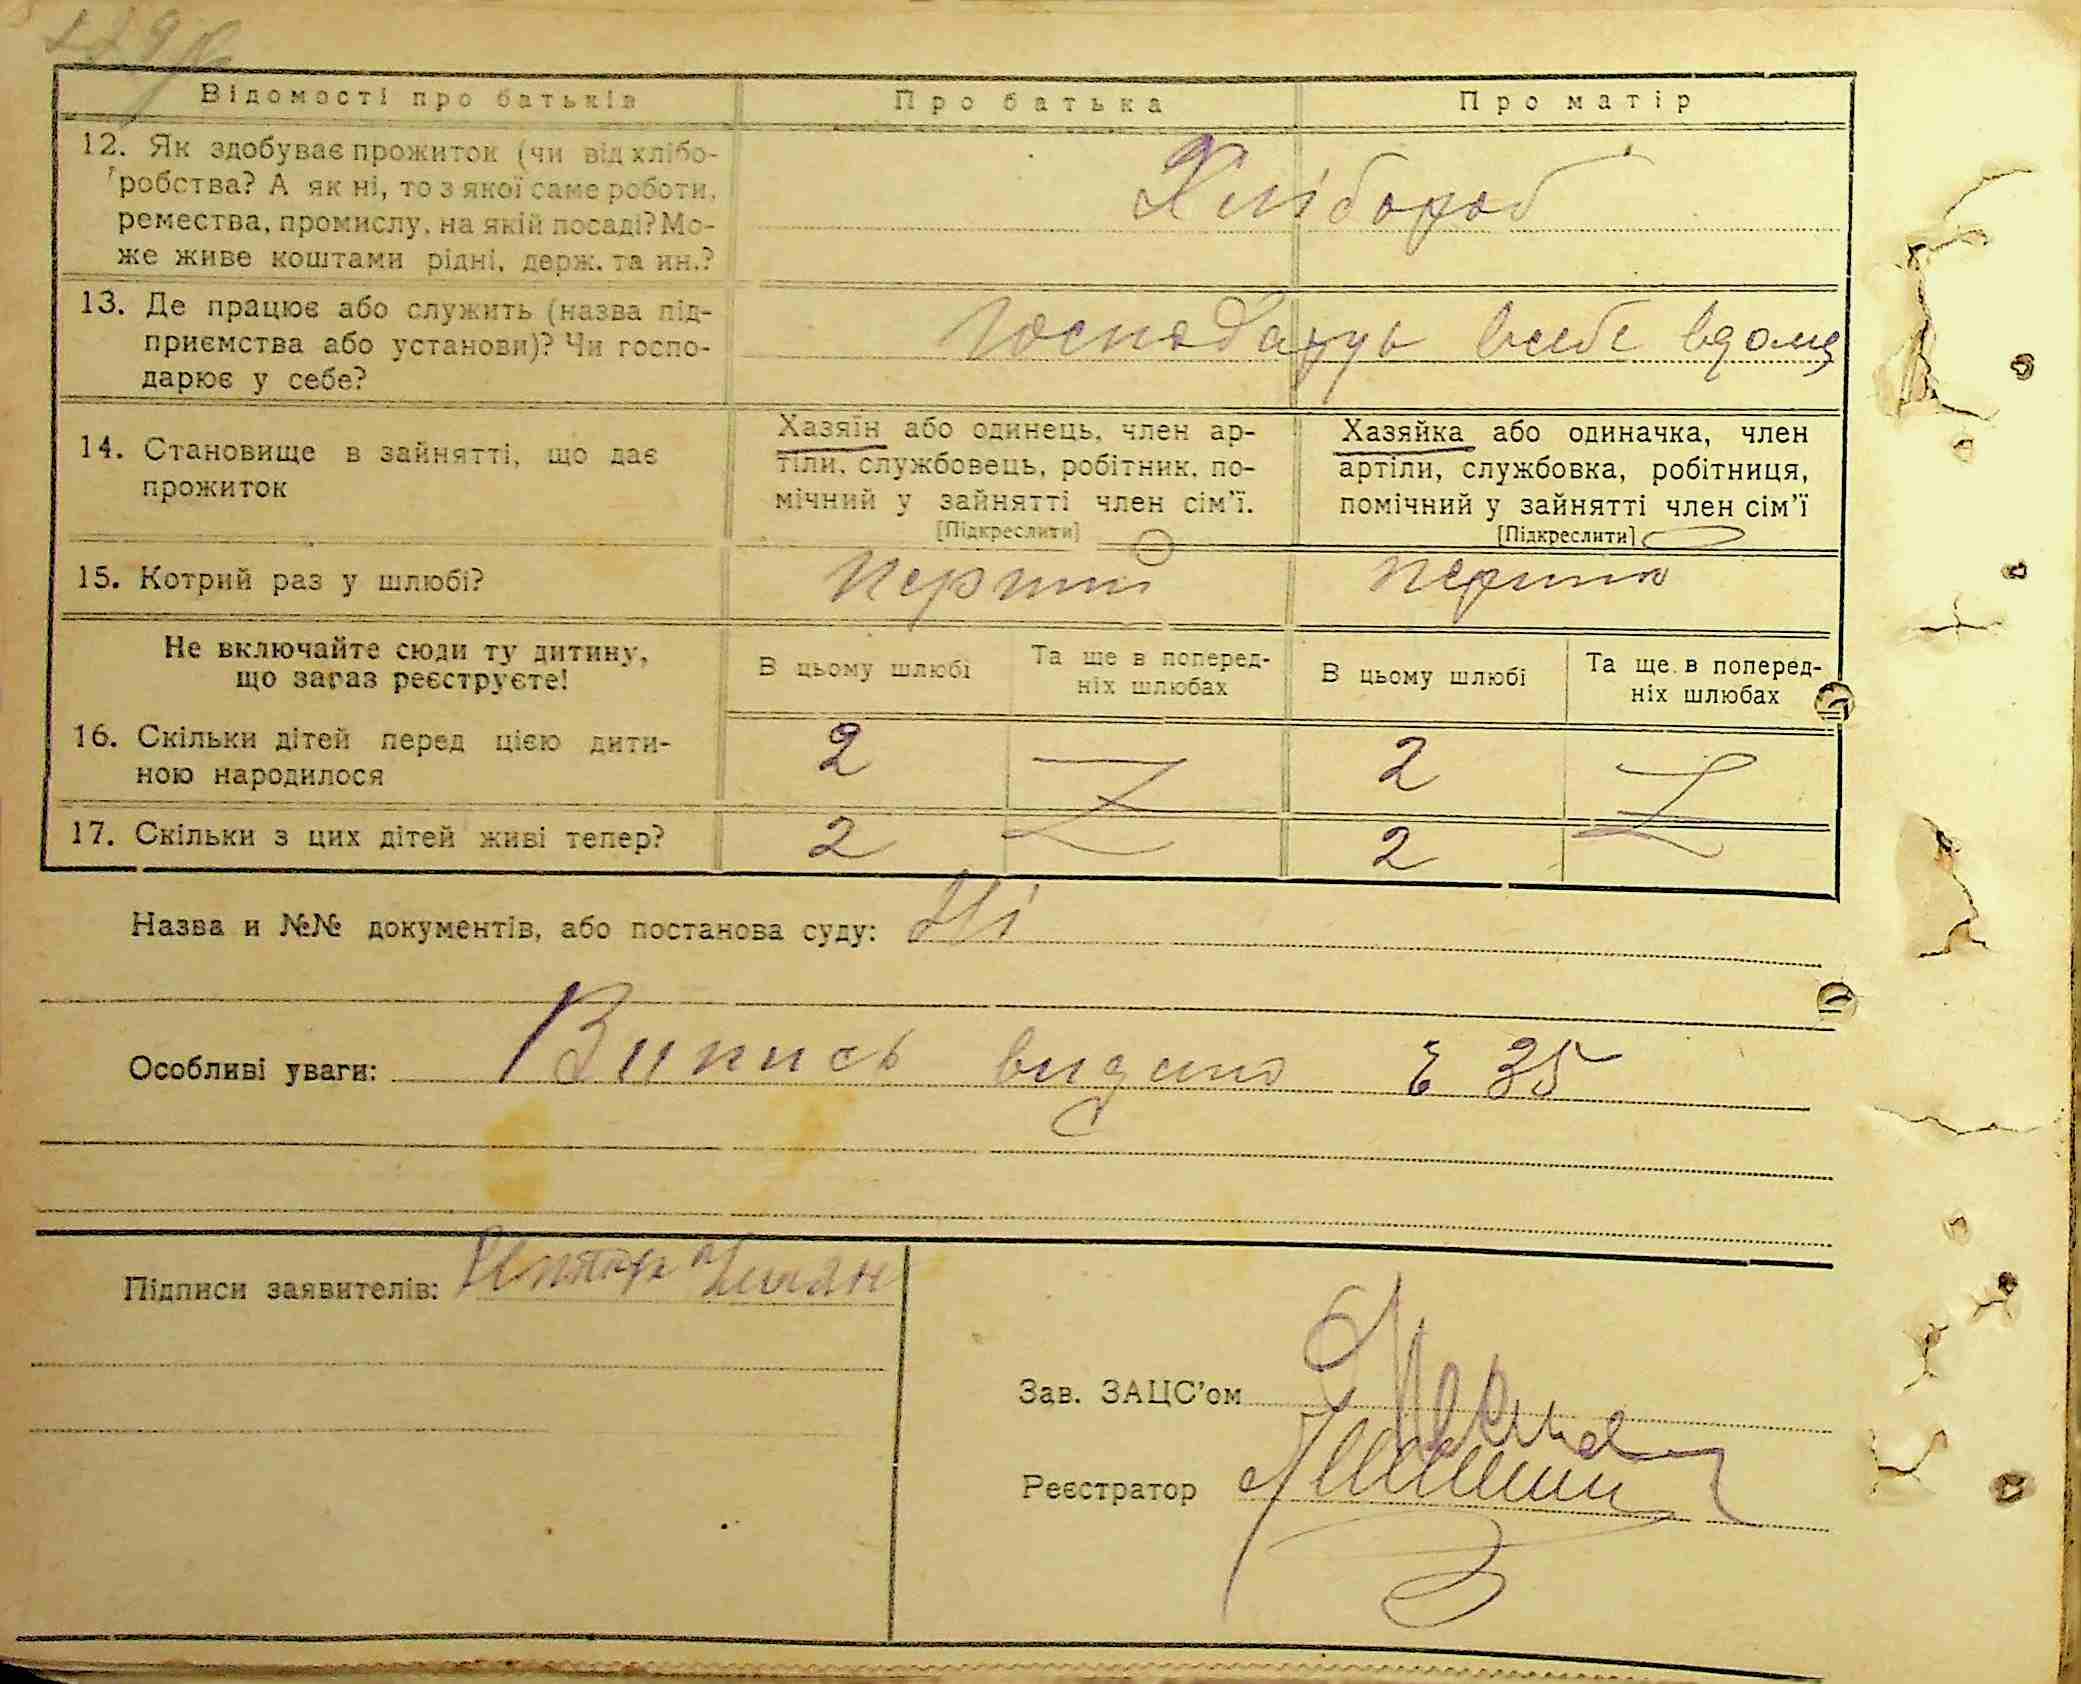 Відомості про батьків Про батька Про матір
12. Як здобуває прожиток (чи від хлібо-
робства? А як ні, то з якої саме роботи,
ремества, промислу, на якій посаді? Мо-
же живе коштами рідні, держ. та ин.?
Хлібороб
13. Де працює або служить (назва під-
приємства або установи)? Чи госпо-
дарює у себе?
господарує всебе вдома
14. Становище в зайнятті, що дає
прожиток
Хазяїн або одинець, член ар-
тіли, службовець, робітник, по-
мічний у зайнятті член сім'ї.
[Підкреслити]
Хазяйка або одиначка, член
артіли, службовка, робітниця,
помічний у зайнятті член сім'ї
[Підкреслити]
15. Котрий раз у шлюбі? перший перша
Не включайте сюди ту дитину,
що зараз реєструєте!
В цьому шлюбі
Та ще в поперед-
ніх шлюбах
В цьому шлюбі
Та ще в поперед-
ніх шлюбах
16. Скільки дітей перед цією дити-
ною народилося
2 2
17. Скільки з цих дітей живі тепер? 2 2
Назва и №№ документів, або постанова суду: Ні
Особливі уваги: Випись видано 35
Підписи заявителів:
Зав. ЗАЦС'ом
Реєстратор